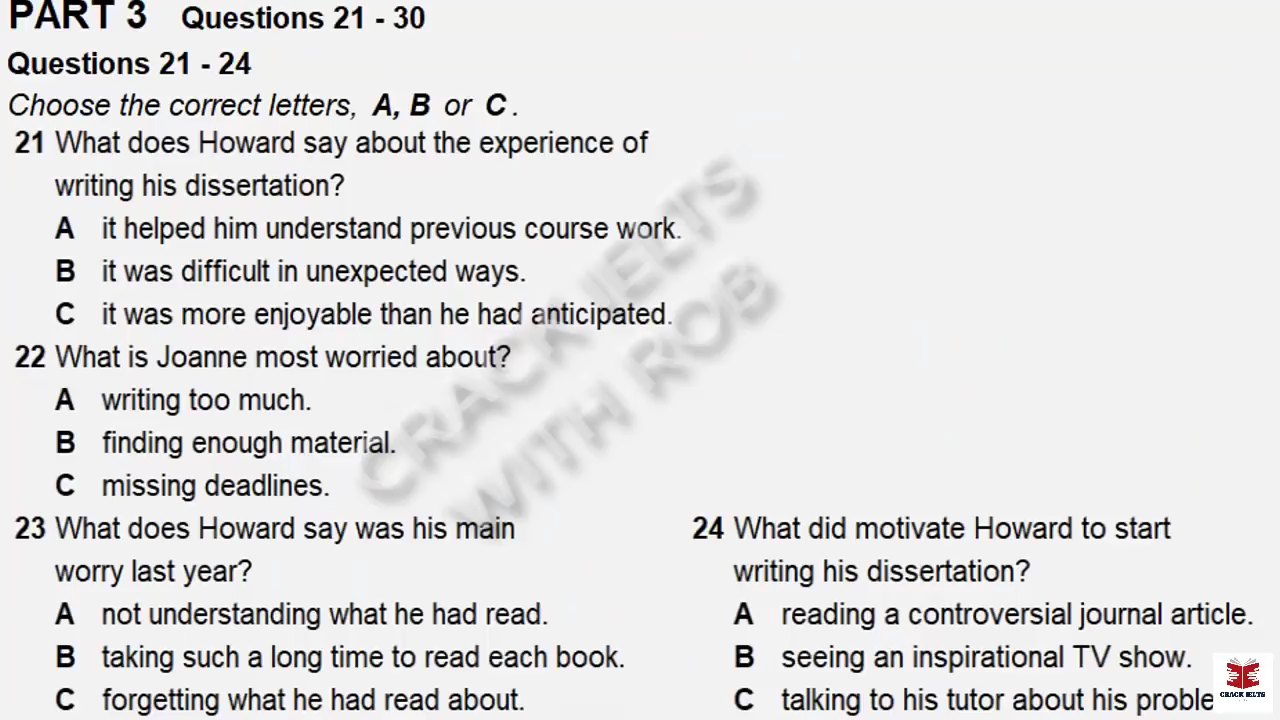 PART 3 Questions 21 - 30
Questions 21 - 24
Choose the correct letters, A, B or C.
21 What does Howard say about the experience of
writing his dissertation?
A it helped him understand previous course work.
B it was difficult in unexpected ways.
C it was more enjoyable than he had anticipated.
22 What is Joanne most worried about?
A writing too much.
B finding enough material.
C missing deadlines.
23 What does Howard say was his main
worry last year?
A not understanding what he had read.
B taking such a long time to read each book.
C forgetting what he had read about.
24 What did motivate Howard to start
writing his dissertation?
A reading a controversial journal article.
B seeing an inspirational TV show.
C talking to his tutor about his proble
CRACK IELTS
WITH ROB
CRACK IELTS